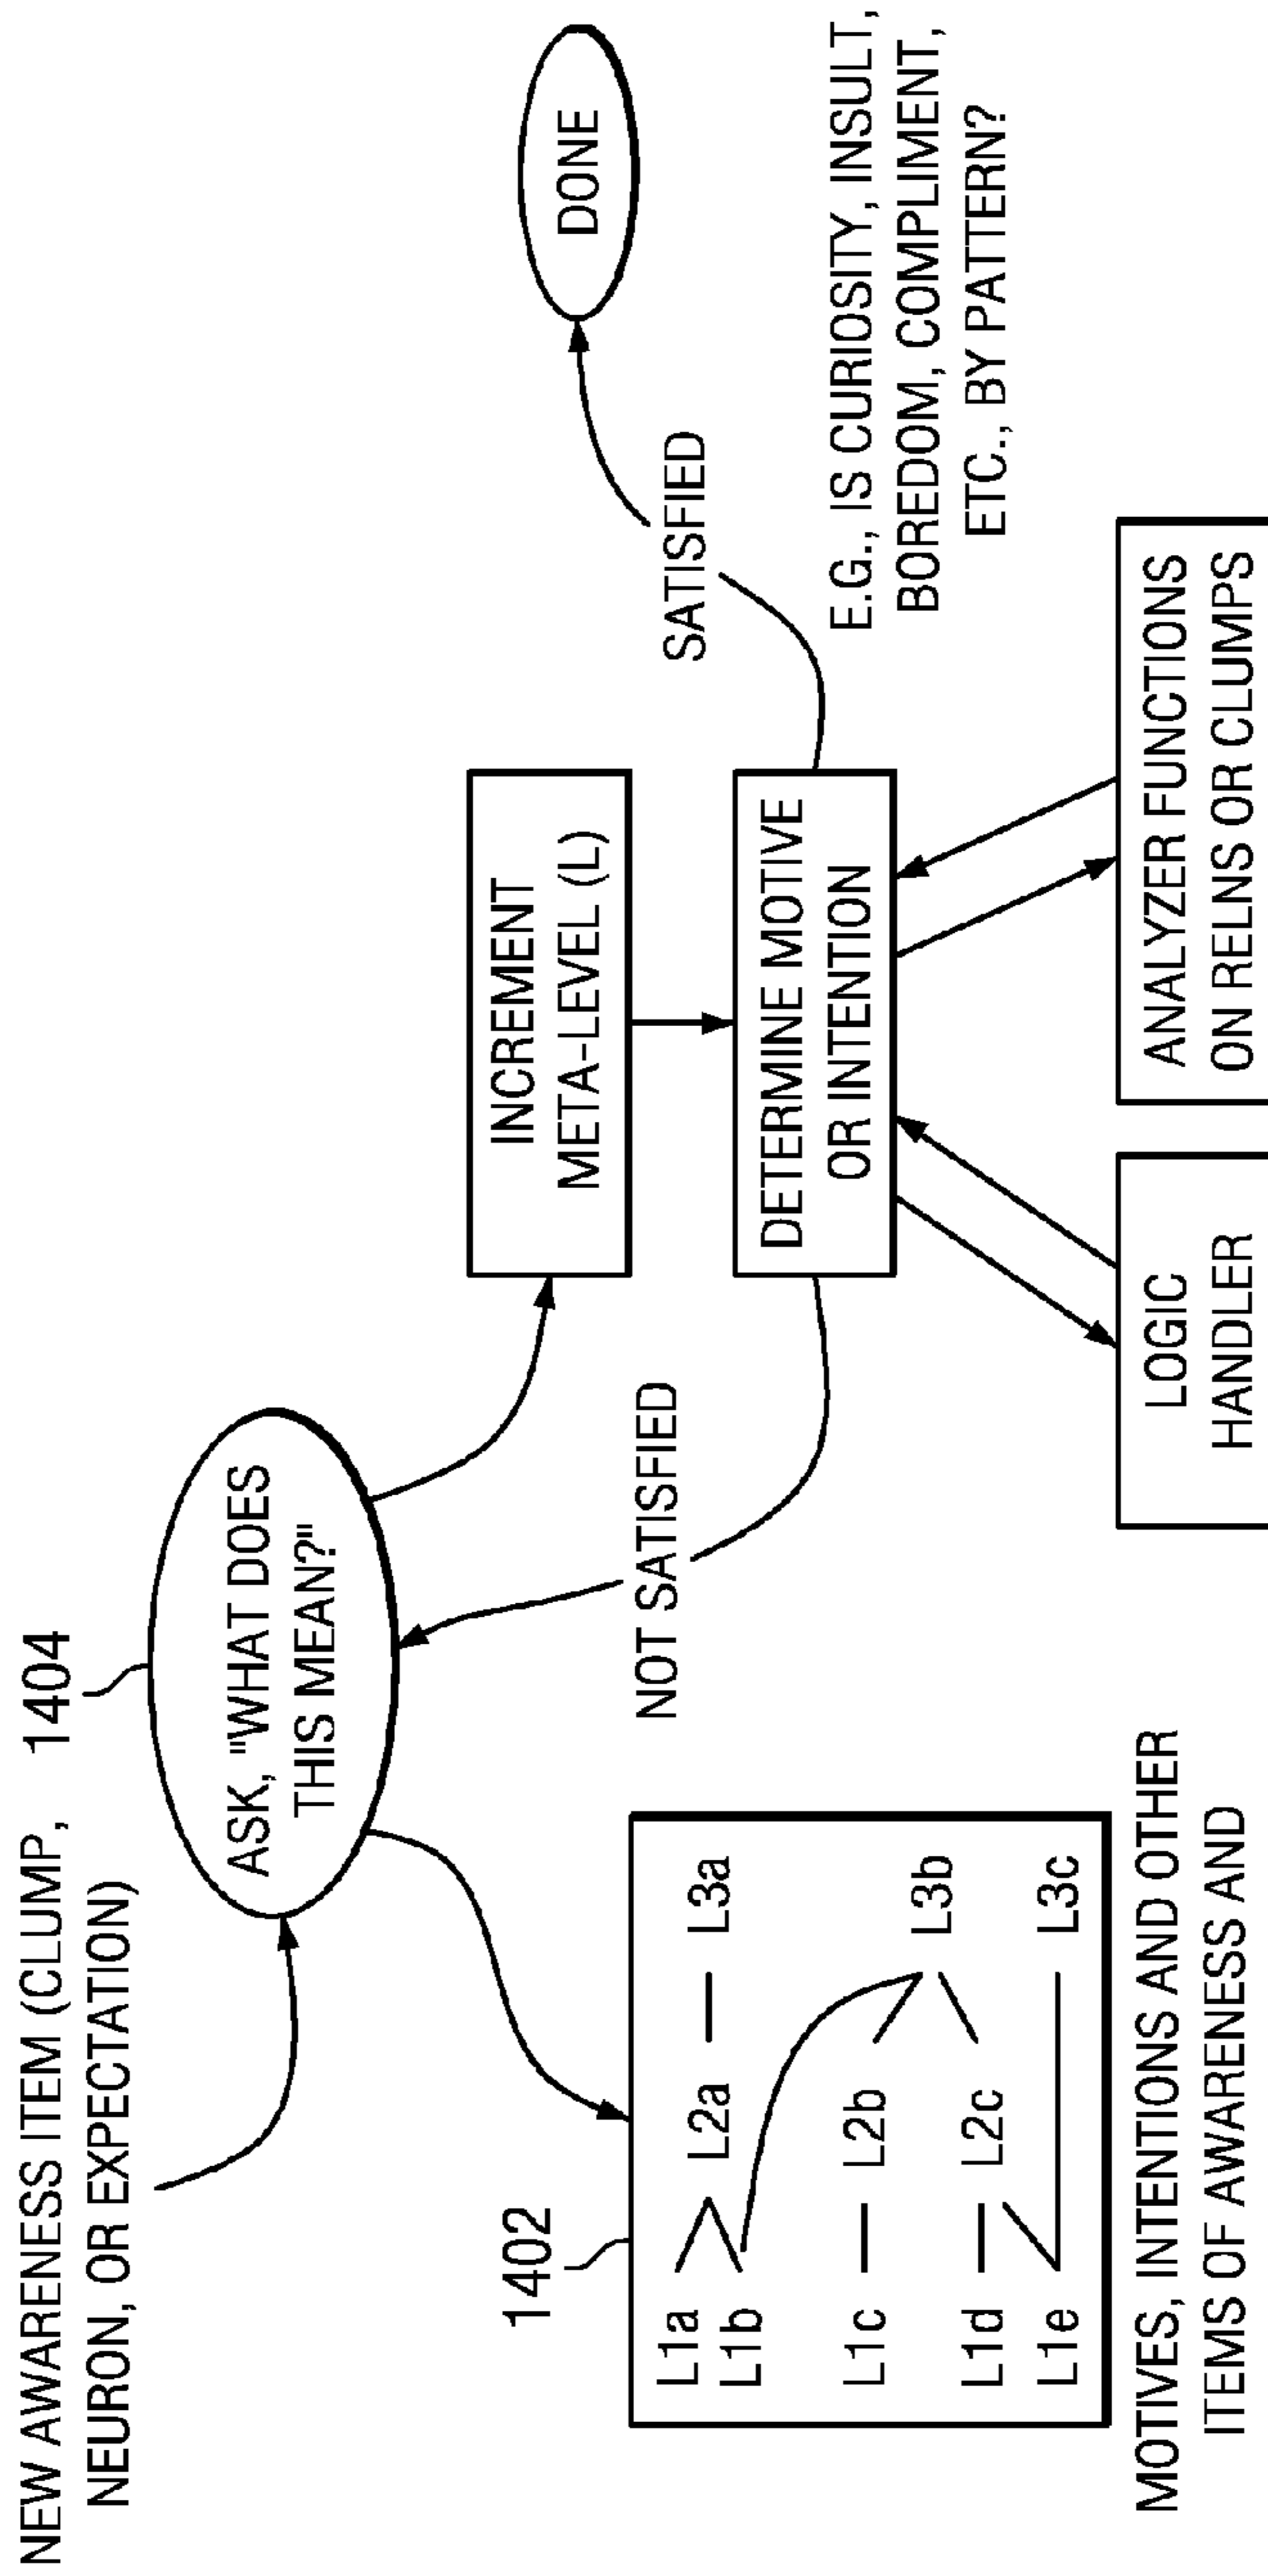 NEW AWARENESS ITEM (CLUMP,
NEURON, OR EXPECTATION)
1404
ASK, "WHAT DOES
THIS MEAN?"
1402
L1a
L1b
L2a
L3a
L1c
L2b
L3b
L1d
L2c
L1e
L3c
MOTIVES, INTENTIONS AND OTHER
ITEMS OF AWARENESS AND
NOT SATISFIED
INCREMENT
META-LEVEL (L)
DETERMINE MOTIVE
OR INTENTION
LOGIC
HANDLER
ANALYZER FUNCTIONS
ON RELNS OR CLUMPS
SATISFIED
DONE
E.G., IS CURIOSITY, INSULT,
BOREDOM, COMPLIMENT,
ETC., BY PATTERN?